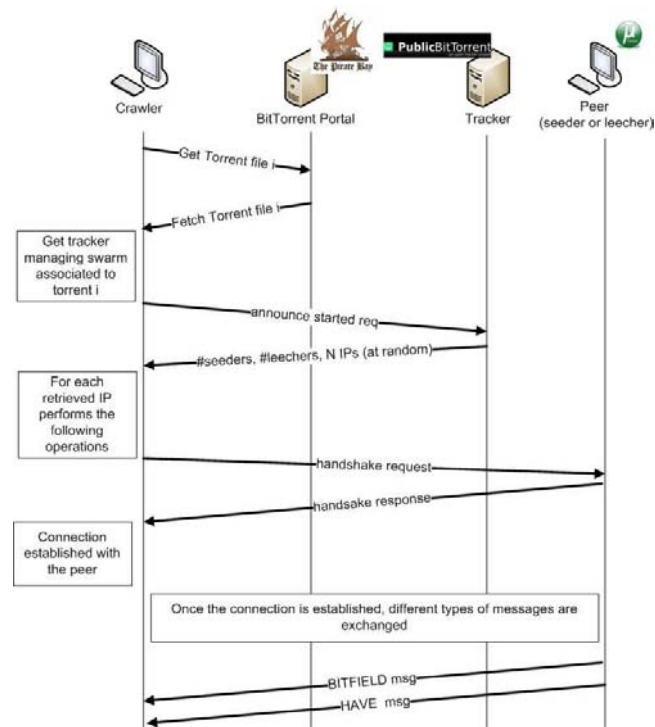 The Pirate Bay
PublicBitTorrent
µ
Crawler
BitTorrent Portal
Tracker
Peer
(seeder or leecher)
Get Torrent file i
Fetch Torrent file i
Get tracker
managing swarm
associated to
torrent i
announce started req
#seeders, #leechers, N IPs (at random)
For each
retrieved IP
performs the
following
operations
handshake request
handsake response
Connection
established with
the peer
Once the connection is established, different types of messages are
exchanged
BITFIELD msg
HAVE msg